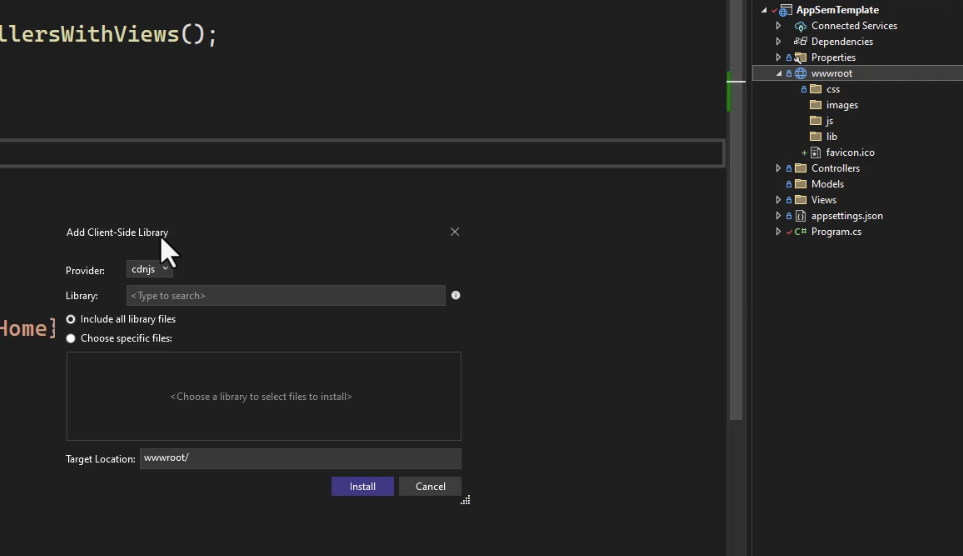 llersWithViews();
Home}
Add Client-Side Library
Provider:
cdnjs
Library:
<Type to search>
Include all library files
Choose specific files:
<Choose a library to select files to install>
Target Location:
wwwroot/
Install
Cancel
AppSemTemplate
Connected Services
Dependencies
Properties
wwwroot
css
images
js
lib
favicon.ico
Controllers
Models
Views
appsettings.json
C# Program.cs